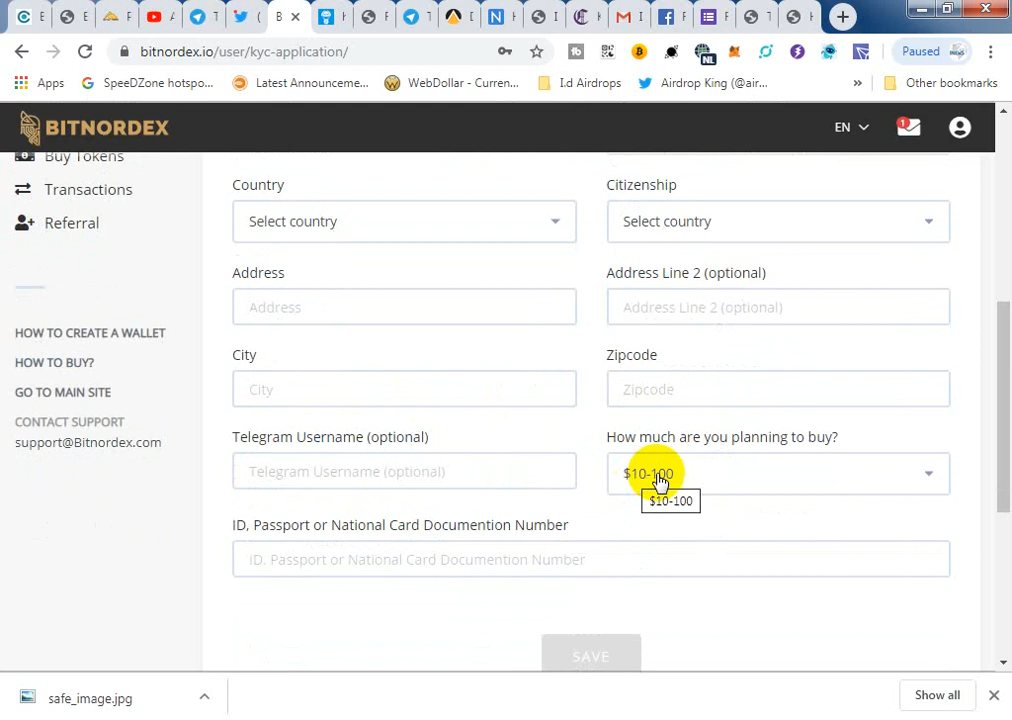 bitnordex.io/user/kyc-application/
NL
Paused
Apps
SpeeDZone hotspo...
Latest Announceme...
WebDollar - Curren...
I.d Airdrops
Airdrop King (@air...
»
Other bookmarks
BITNORDEX
EN
1
Buy Tokens
Transactions
Referral
HOW TO CREATE A WALLET
HOW TO BUY?
GO TO MAIN SITE
CONTACT SUPPORT
support@Bitnordex.com
Country
Citizenship
Select country
Select country
Address
Address Line 2 (optional)
Address
Address Line 2 (optional)
City
Zipcode
City
Zipcode
Telegram Username (optional)
How much are you planning to buy?
Telegram Username (optional)
$10-100
$10-100
ID, Passport or National Card Documention Number
ID. Passport or National Card Documention Number
SAVE
safe_image.jpg
Show all